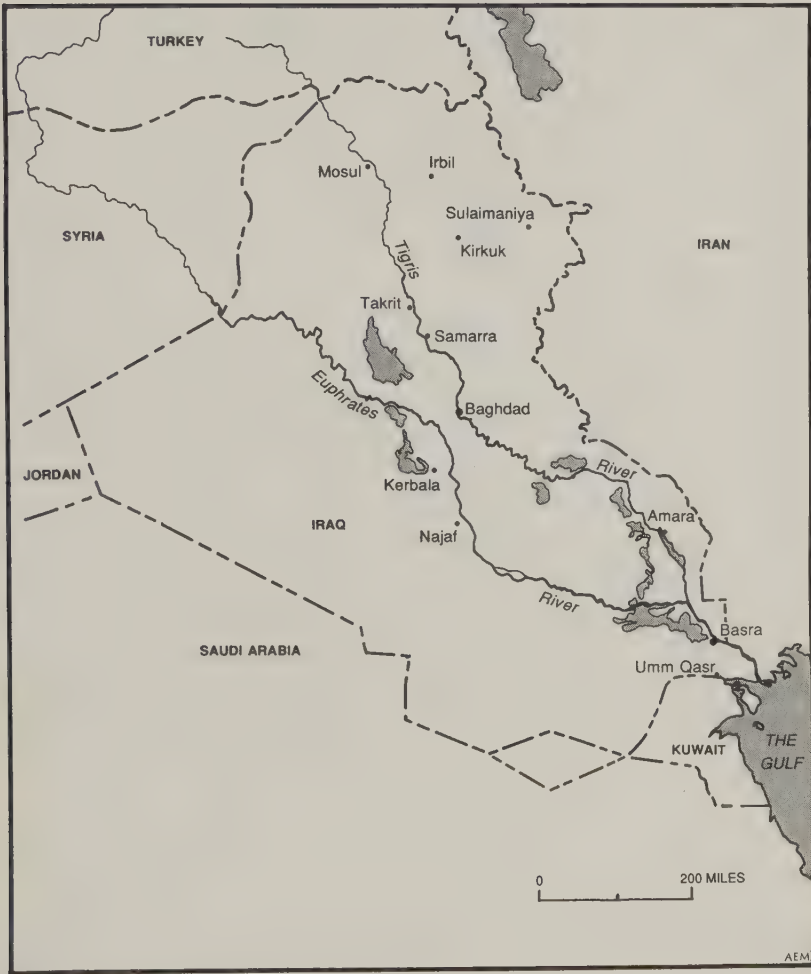 TURKEY
Mosul
Irbil
Sulaimaniya
SYRIA
Kirkuk
IRAN
Tigris
Takrit
Samarra
Euphrates
Baghdad
River
JORDAN
Kerbala
Amara
IRAQ
Najaf
River
Basra
SAUDI ARABIA
Umm Qasr
THE
GULF
KUWAIT
0 200 MILES
AEM